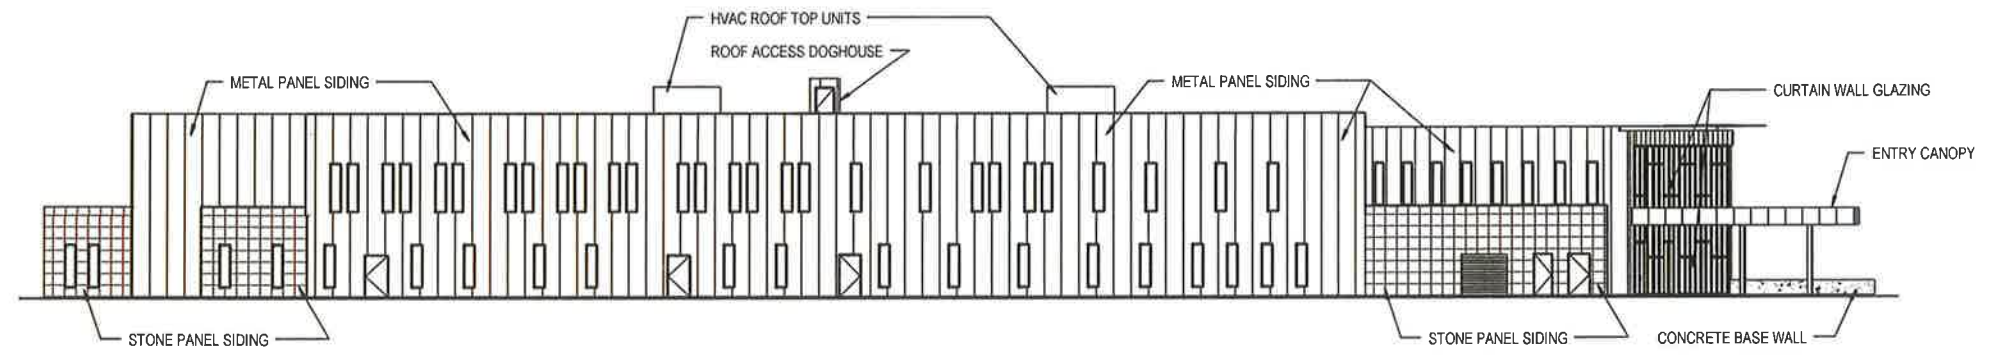 HVAC ROOF TOP UNITS
ROOF ACCESS DOGHOUSE
METAL PANEL SIDING
METAL PANEL SIDING
CURTAIN WALL GLAZING
ENTRY CANOPY
STONE PANEL SIDING
STONE PANEL SIDING
CONCRETE BASE WALL